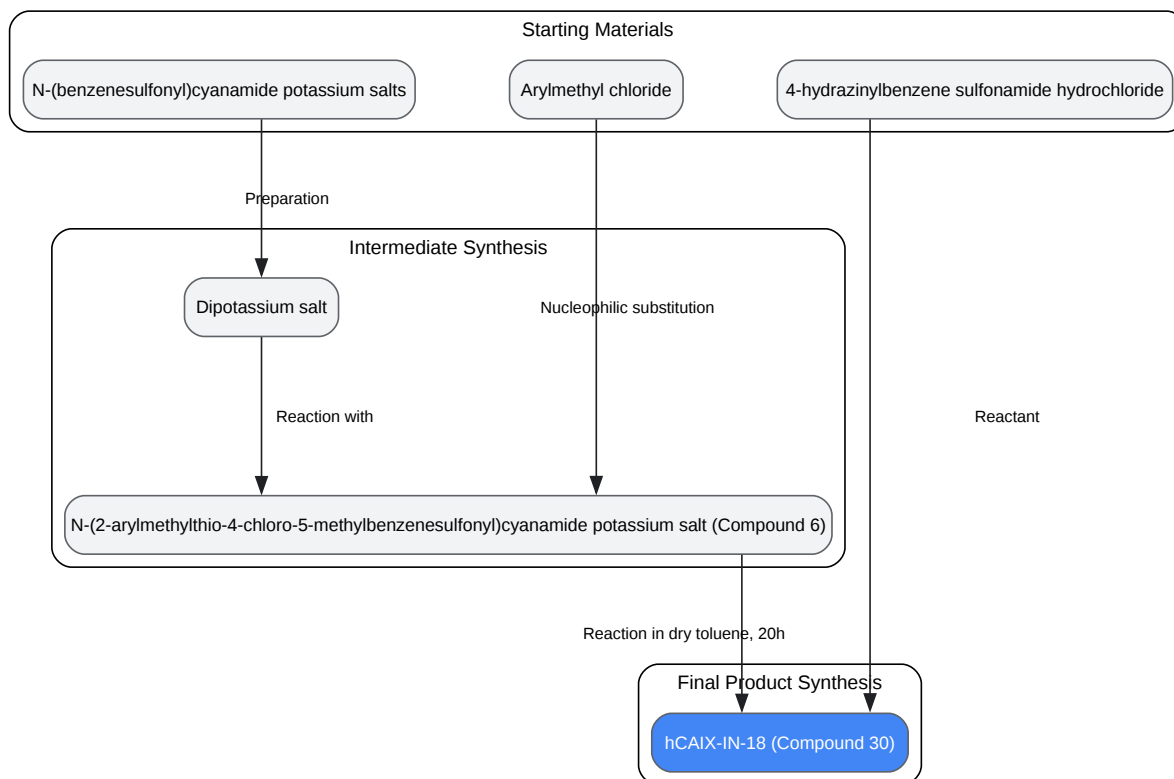 Starting Materials
N-(benzenesulfonyl)cyanamide potassium salts
Arylmethyl chloride
4-hydrazinylbenzene sulfonamide hydrochloride
Preparation
Intermediate Synthesis
Dipotassium salt
Nucleophilic substitution
Reaction with
Reactant
N-(2-arylmethylthio-4-chloro-5-methylbenzenesulfonyl)cyanamide potassium salt (Compound 6)
Reaction in dry toluene, 20h
Final Product Synthesis
hCAIX-IN-18 (Compound 30)